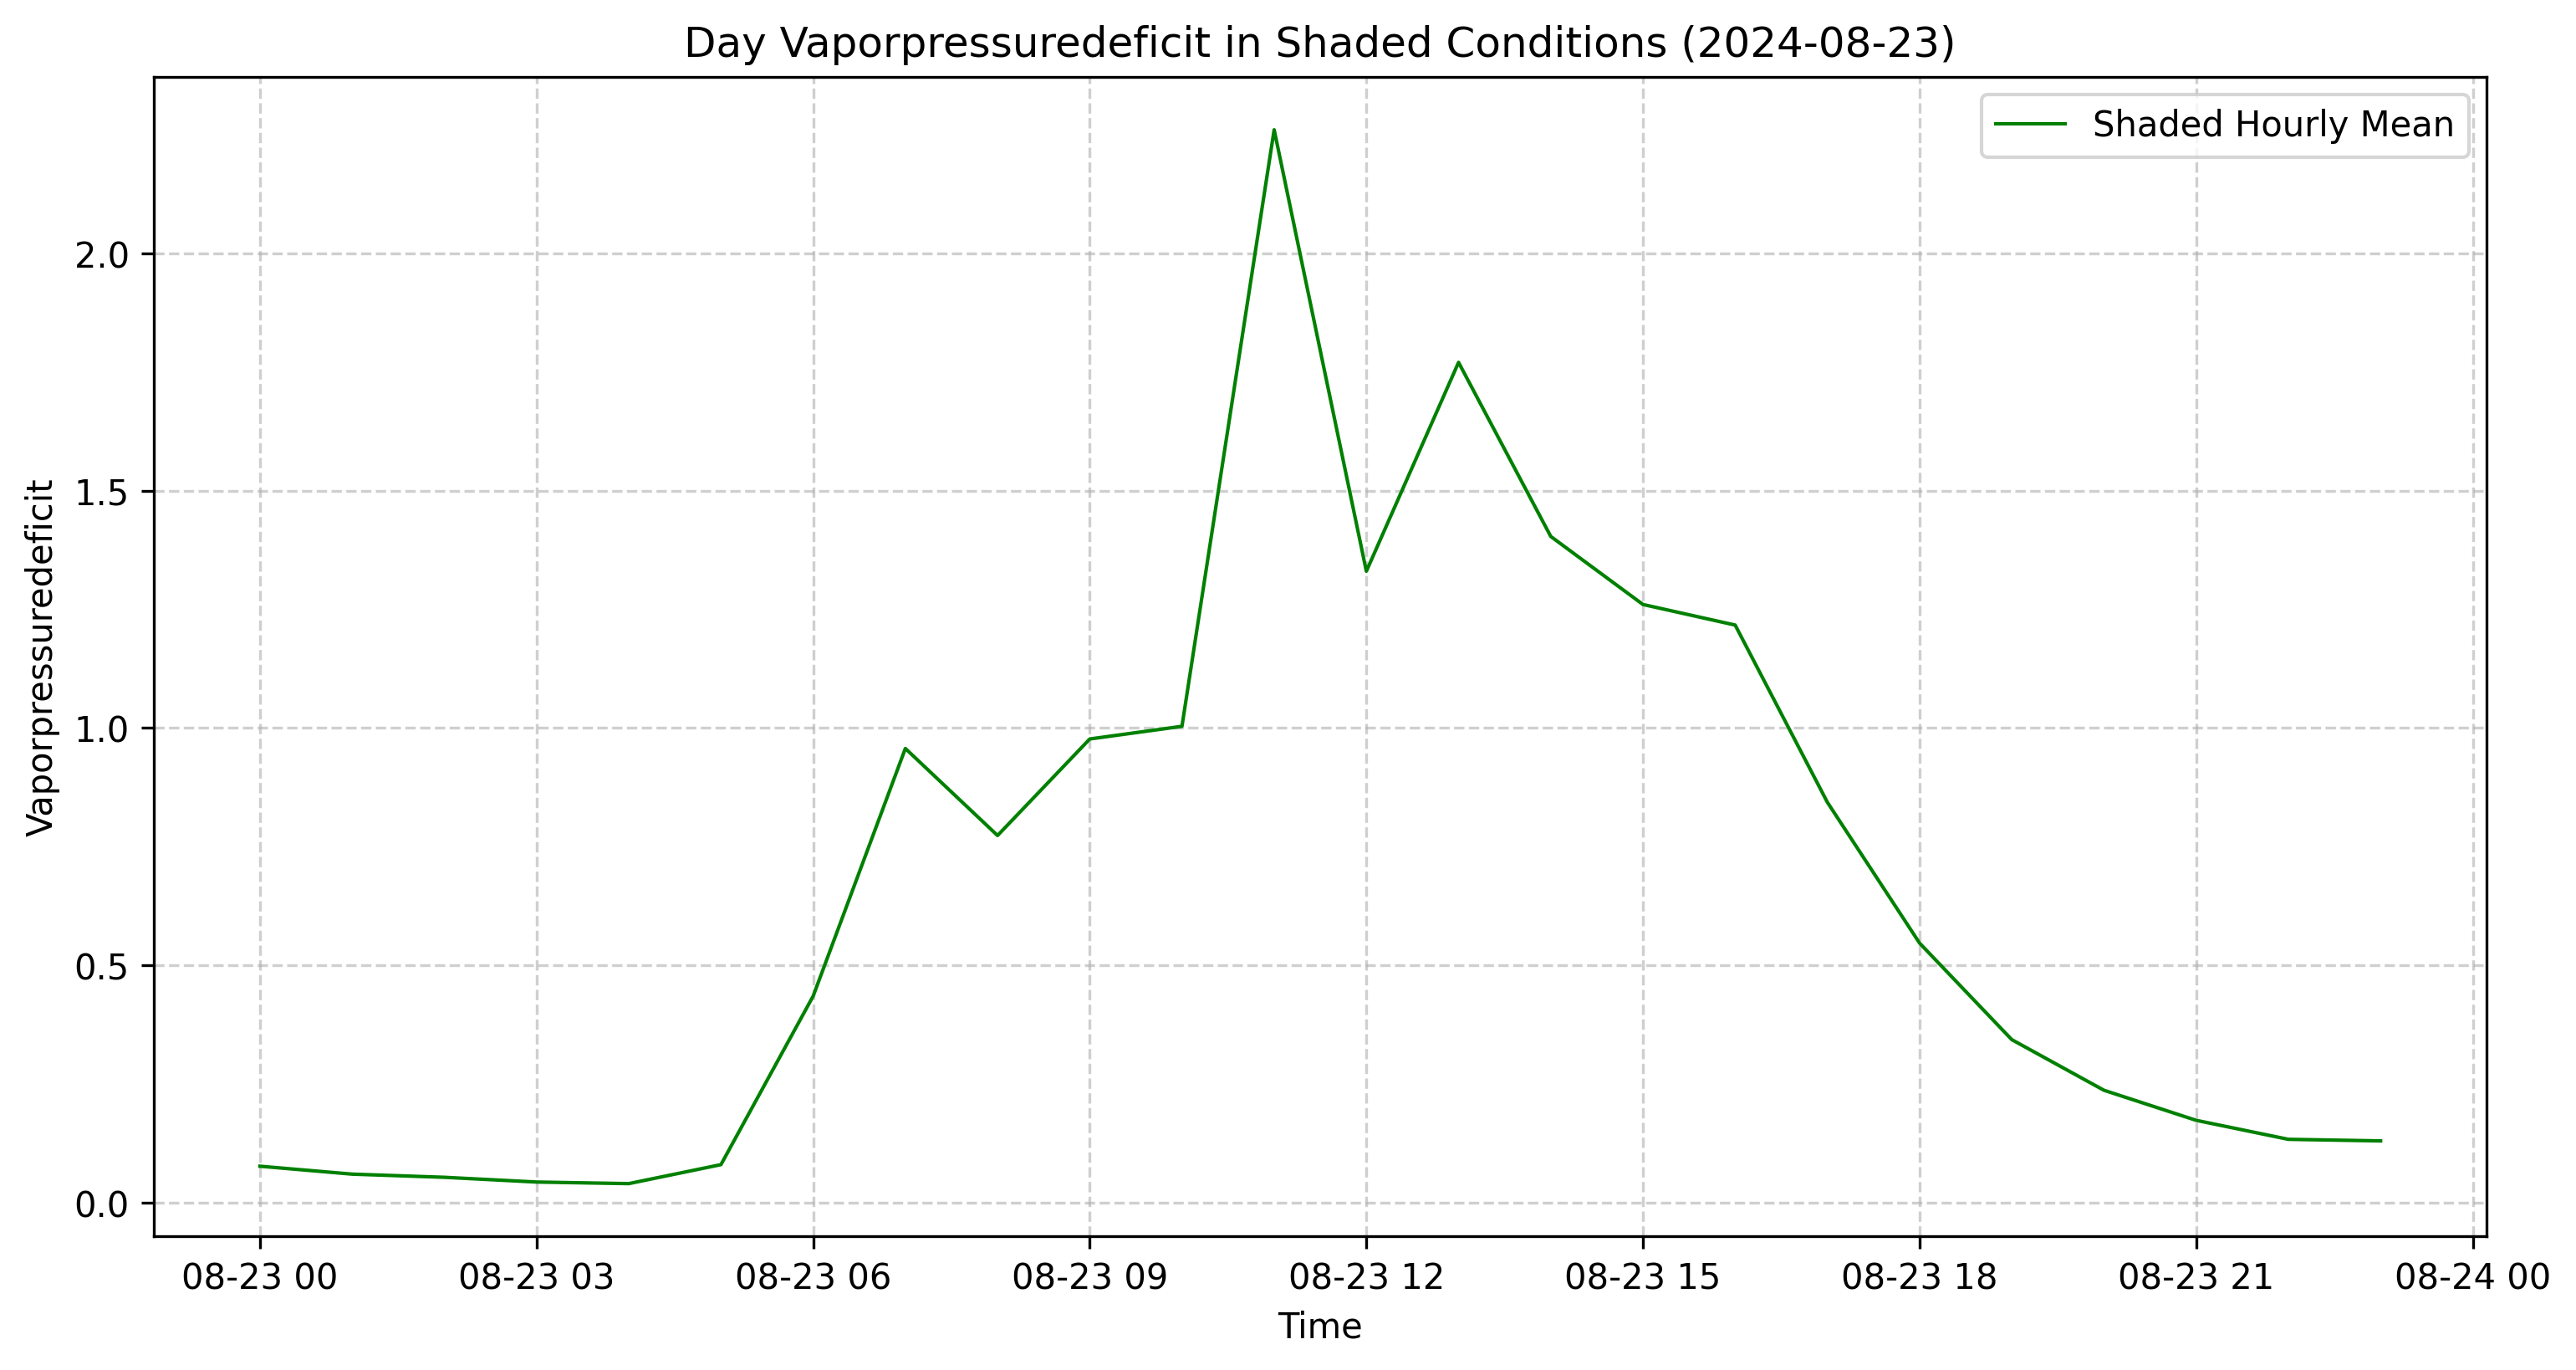 Day Vaporpressuredeficit in Shaded Conditions (2024-08-23)
Shaded Hourly Mean
Vaporpressuredeficit
2.0
1.5
1.0
0.5
0.0
08-23 00 08-23 03 08-23 06 08-23 09 08-23 12 08-23 15 08-23 18 08-23 21 08-24 00
Time